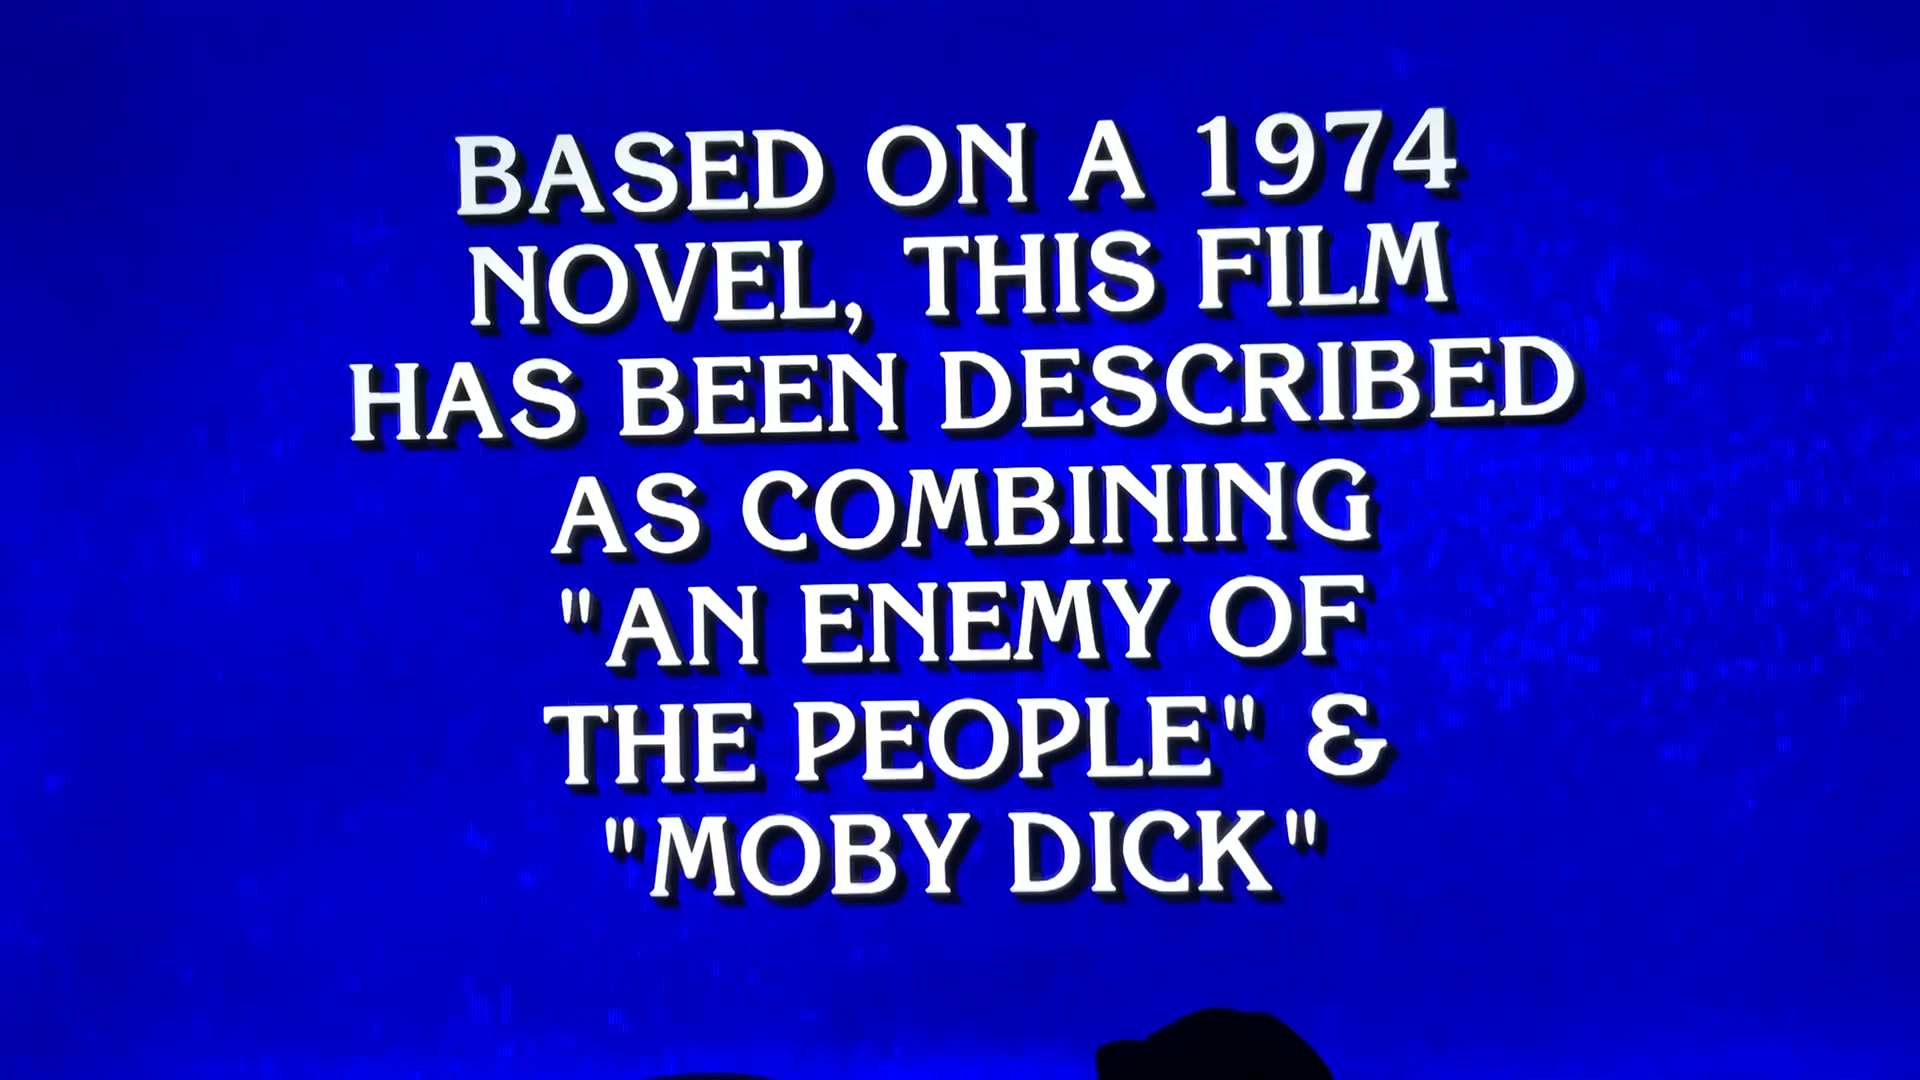 BASED ON A 1974
NOVEL, THIS FILM
HAS BEEN DESCRIBED
AS COMBINING
"AN ENEMY OF
THE PEOPLE" &
"MOBY DICK"